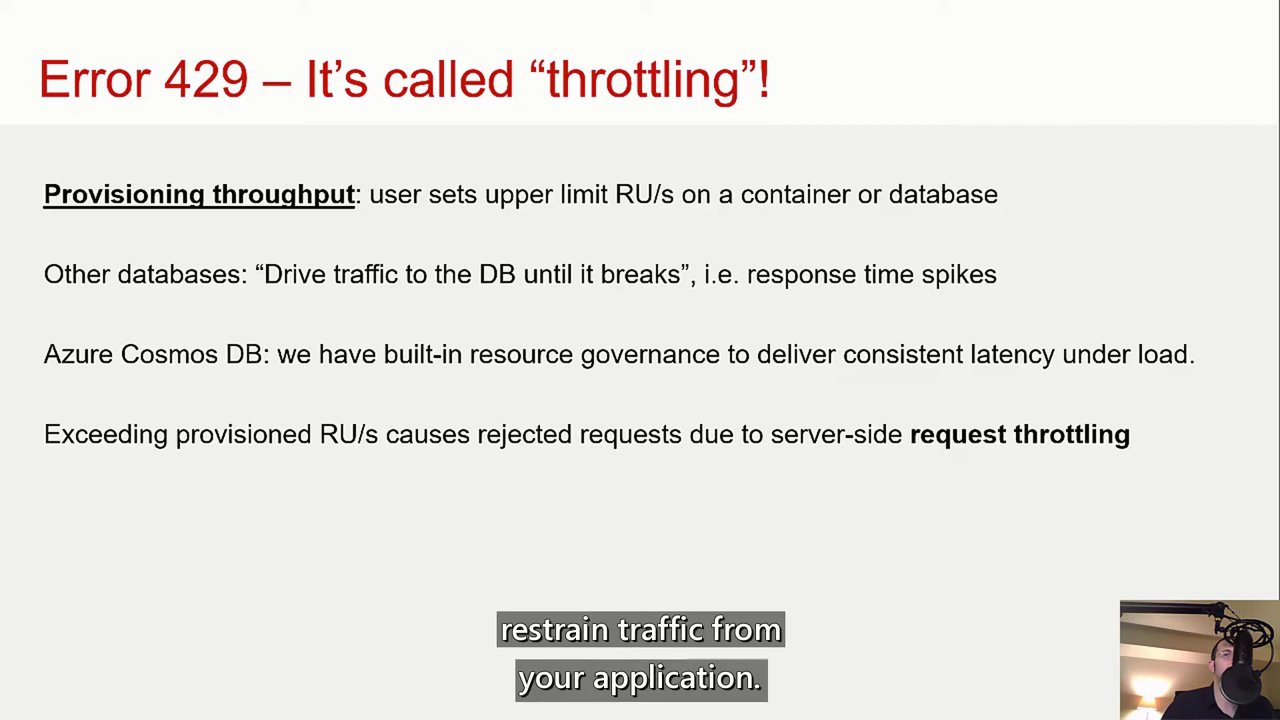 Error 429 – It’s called “throttling”!
Provisioning throughput: user sets upper limit RU/s on a container or database
Other databases: “Drive traffic to the DB until it breaks”, i.e. response time spikes
Azure Cosmos DB: we have built-in resource governance to deliver consistent latency under load.
Exceeding provisioned RU/s causes rejected requests due to server-side request throttling
restrain traffic from
your application.